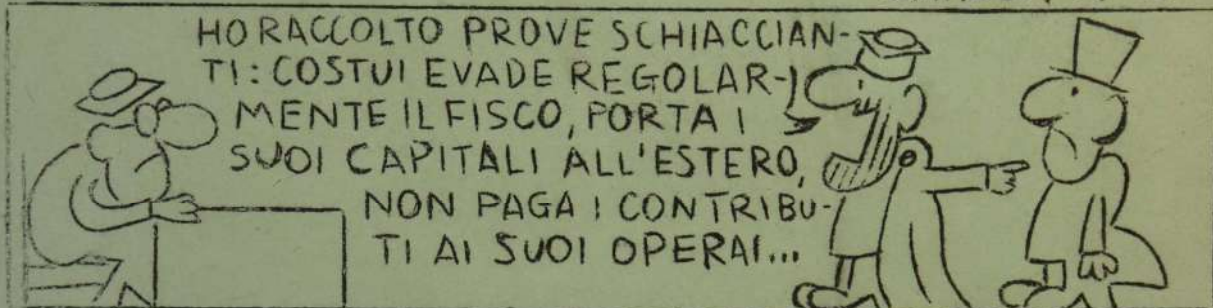 HO RACCOLTO PROVE SCHIACCIAN-
TI: COSTUI EVADE REGOLAR-
MENTE IL FISCO, PORTA I
SUOI CAPITALI ALL'ESTERO,
NON PAGA I CONTRIBU-
TI AI SUOI OPERAI...